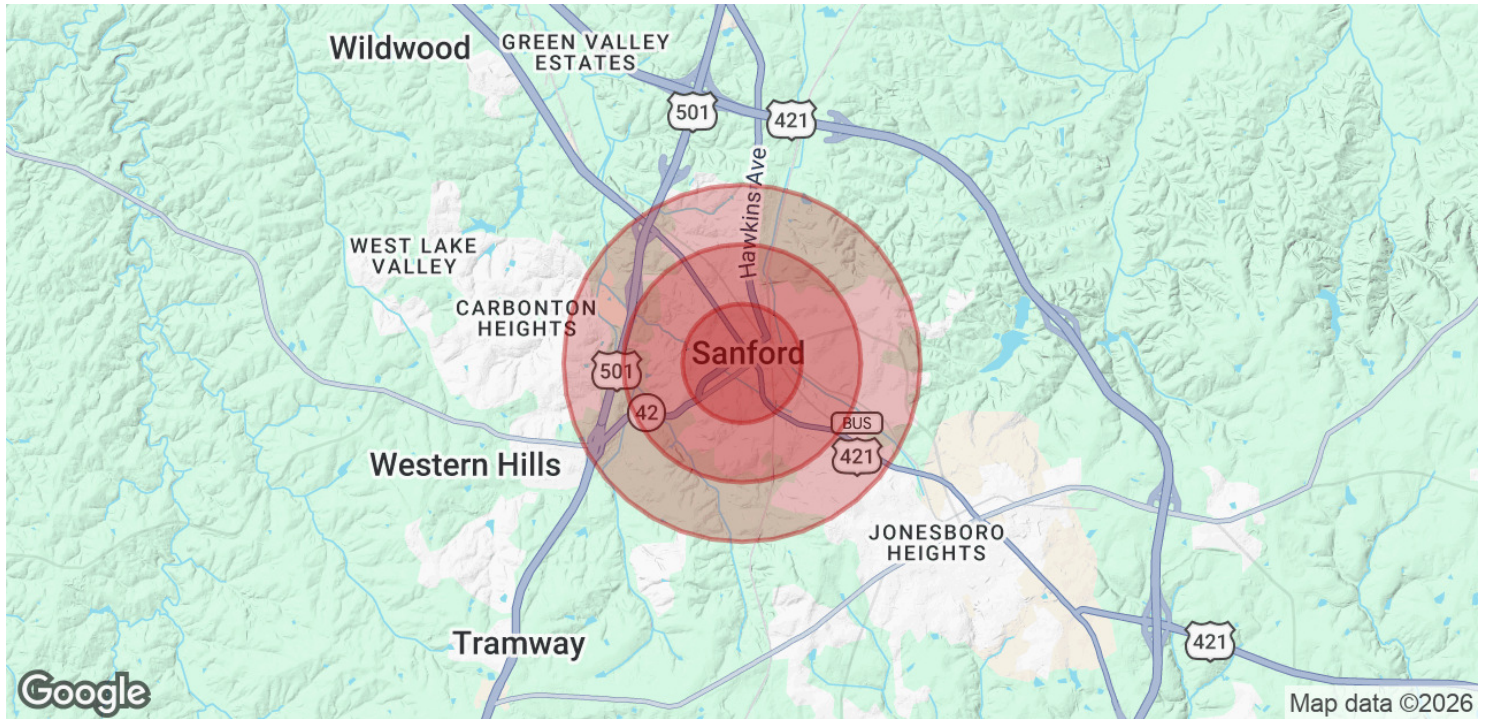 Wildwood
GREEN VALLEY
ESTATES
501
421
Hawkins Ave
WEST LAKE
VALLEY
CARBONTON
HEIGHTS
Sanford
501
42
BUS
421
Western Hills
JONESBORO
HEIGHTS
Tramway
421
Google
Map data ©2026